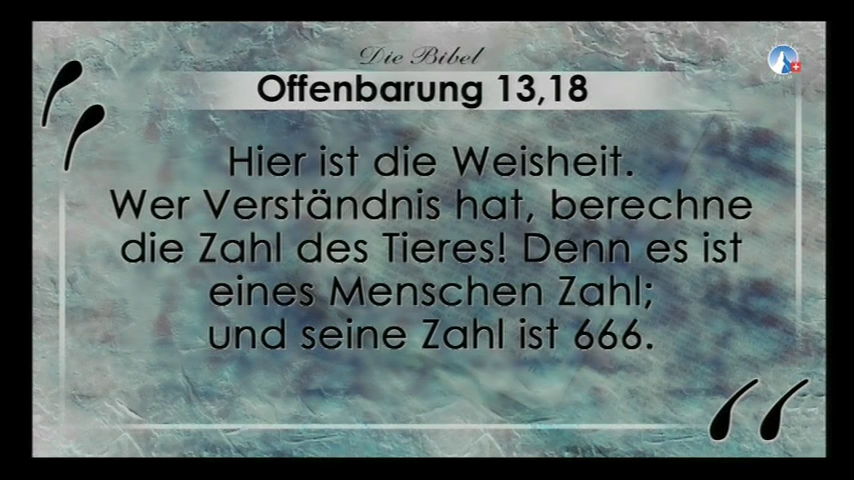 Die Bibel
Offenbarung 13,18
Hier ist die Weisheit.
Wer Verständnis hat, berechne
die Zahl des Tieres! Denn es ist
eines Menschen Zahl;
und seine Zahl ist 666.